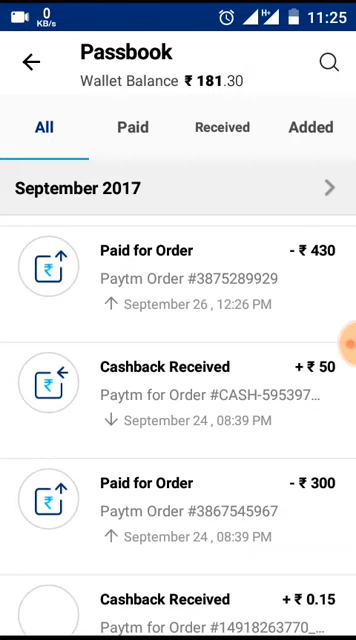 0
KB/s
H+
11:25
Passbook
Wallet Balance ₹ 181.30
All
Paid
Received
Added
September 2017
Paid for Order
- ₹ 430
Paytm Order #3875289929
September 26 , 12:26 PM
Cashback Received
+ ₹ 50
Paytm for Order #CASH-595397...
September 24 , 08:39 PM
Paid for Order
- ₹ 300
Paytm Order #3867545967
September 24 , 08:39 PM
Cashback Received
+ ₹ 0.15
Paytm for Order #14918263770_...